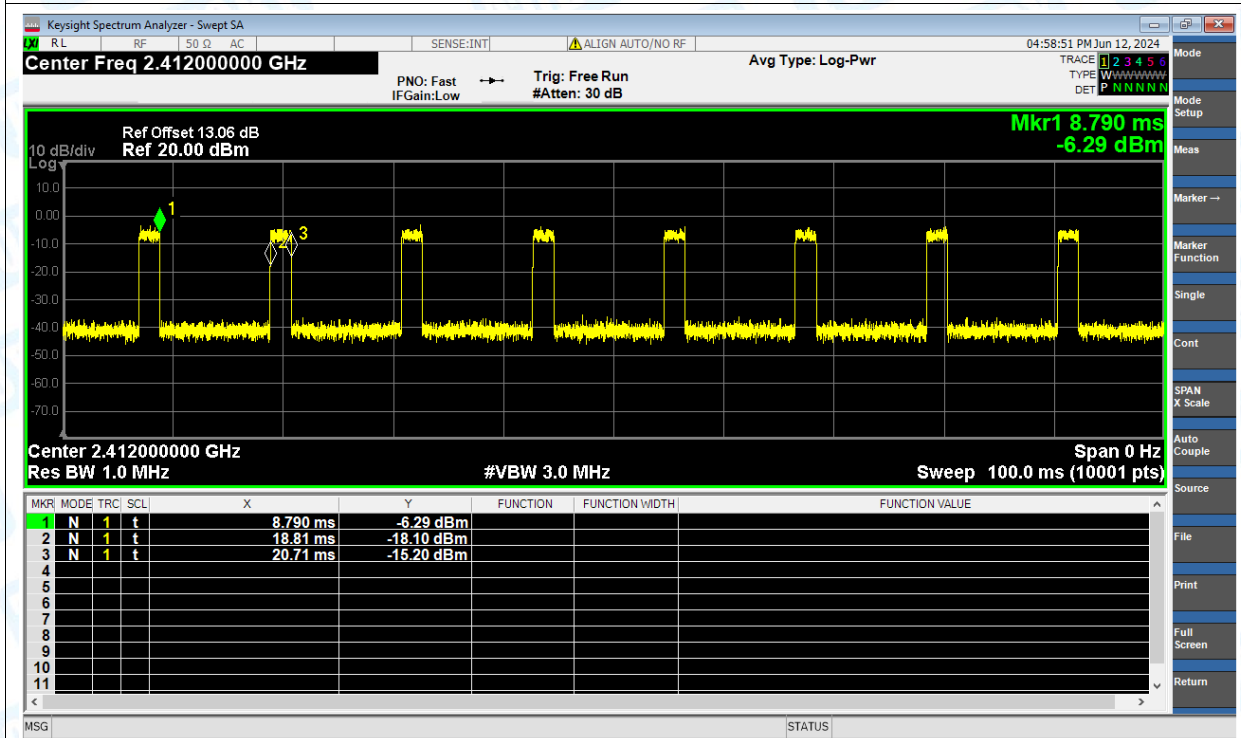 Keysight Spectrum Analyzer - Swept SA
LXI RL RF 50 Ω AC SENSE:INT ALIGN AUTO/NO RF 04:58:51 PM Jun 12, 2024
Center Freq 2.412000000 GHz
PNO: Fast
IFGain:Low
Trig: Free Run
#Atten: 30 dB
Avg Type: Log-Pwr
TRACE 1 2 3 4 5 6
TYPE WWWWWW
DET P N N N N N
Mkr1 8.790 ms
-6.29 dBm
Ref Offset 13.06 dB
10 dB/div Ref 20.00 dBm
Log
10.0
0.00
-10.0
-20.0
-30.0
-40.0
-50.0
-60.0
-70.0
1
2
3
Center 2.412000000 GHz Span 0 Hz
Res BW 1.0 MHz #VBW 3.0 MHz Sweep 100.0 ms (10001 pts)
MKR MODE TRC SCL X Y FUNCTION FUNCTION WIDTH FUNCTION VALUE
1 N 1 t 8.790 ms -6.29 dBm
2 N 1 t 18.81 ms -18.10 dBm
3 N 1 t 20.71 ms -15.20 dBm
4
5
6
7
8
9
10
11
MSG STATUS
Mode
Mode
Setup
Meas
Marker →
Marker
Function
Single
Cont
SPAN
X Scale
Auto
Couple
Source
File
Print
Full
Screen
Return